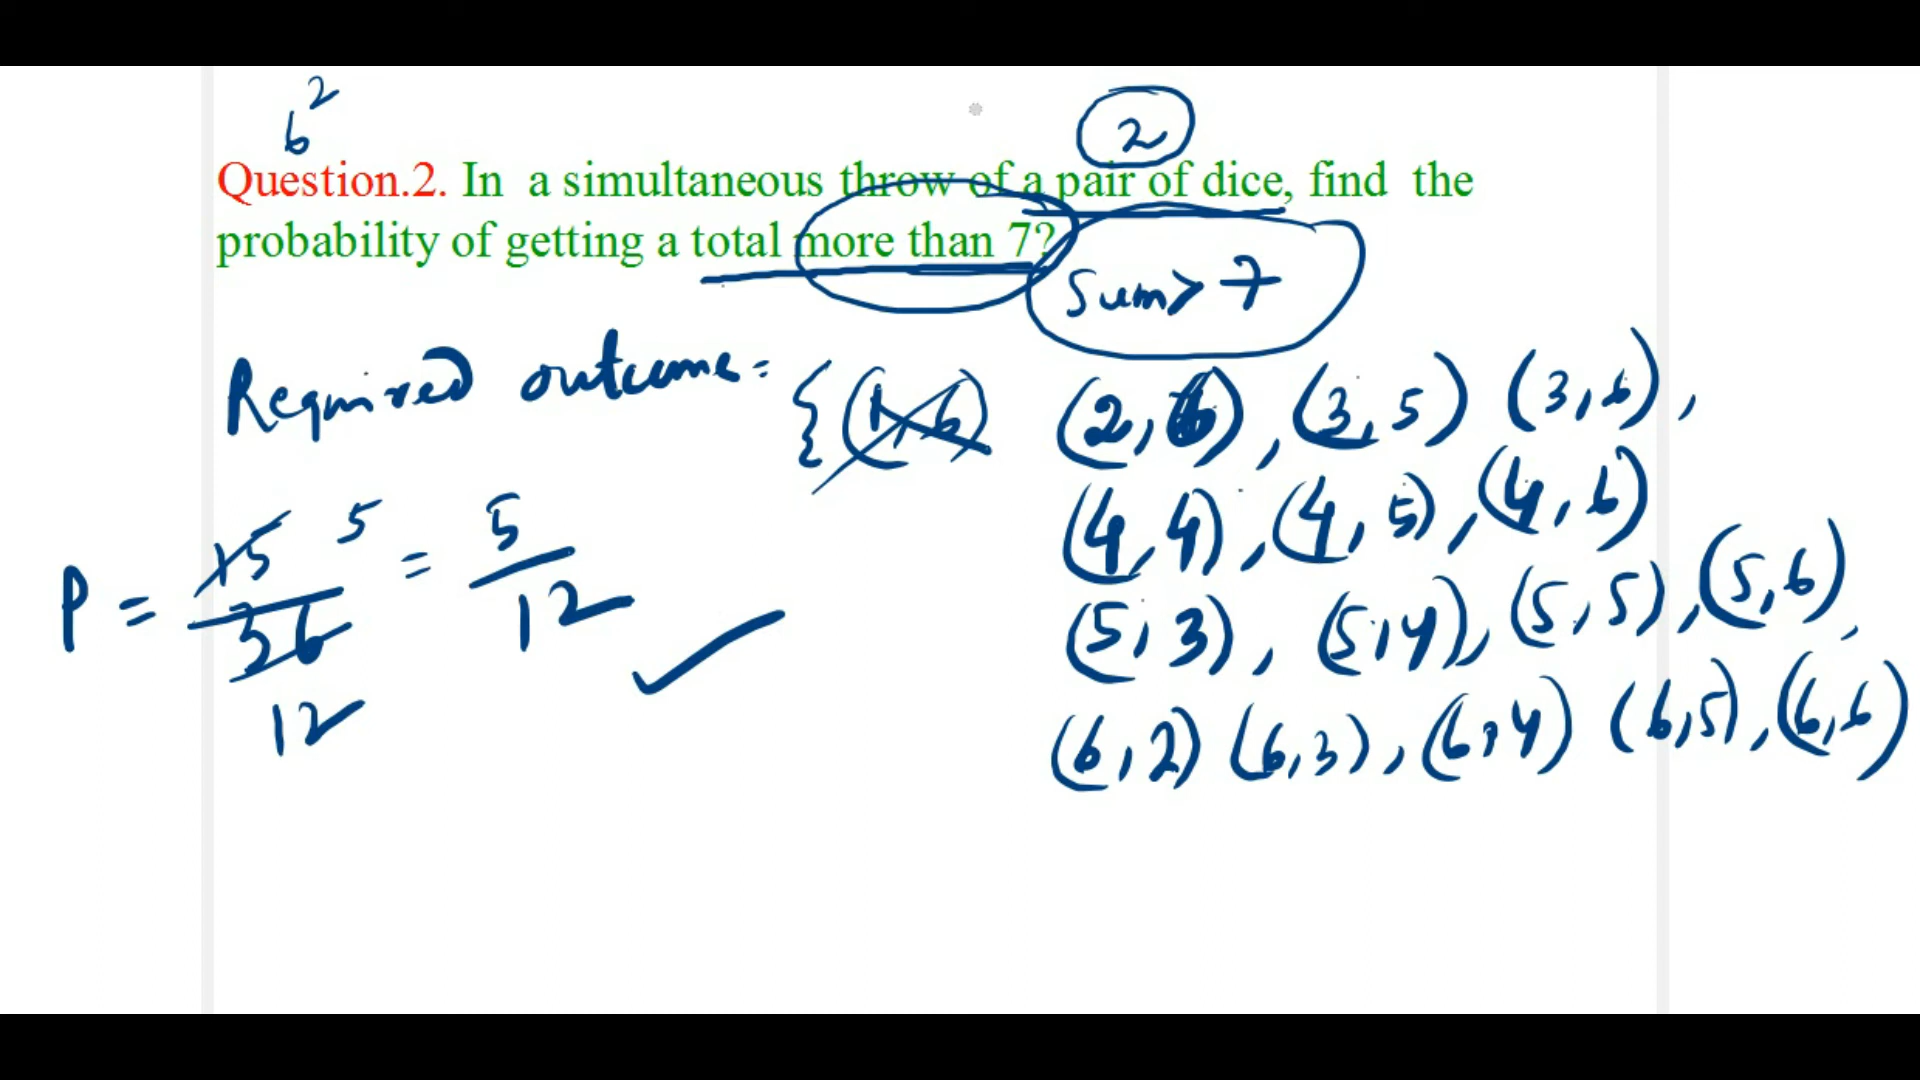 6²
2
Question.2. In a simultaneous throw of a pair of dice, find the
probability of getting a total more than 7?
Sum > 7
Required outcome = { (1,6) (2,6), (3,5) (3,6),
(4,4), (4,5), (4,6)
(5,3), (5,4), (5,5), (5,6),
(6,2) (6,3), (6,4) (6,5), (6,6)
P = 15/36 = 5/12
5
12